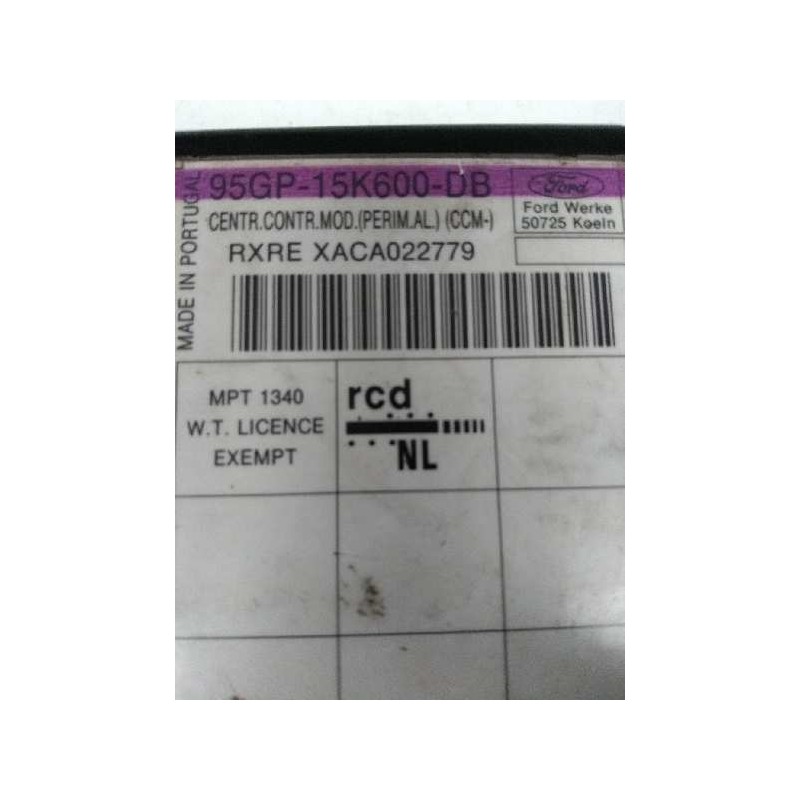 95GP-15K600-DB
Ford
CENTR.CONTR.MOD.(PERIM.AL.) (CCM-)
Ford Werke
50725 Koeln
RXRE XACA022779
MADE IN PORTUGAL
MPT 1340
W.T. LICENCE
EXEMPT
rcd
NL